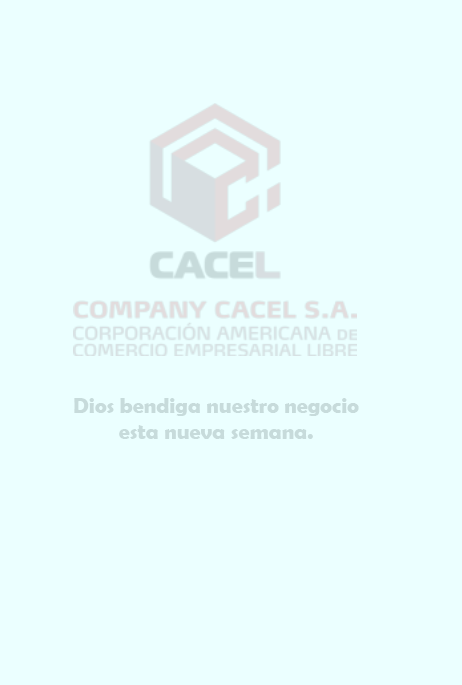 CACEL
COMPANY CACEL S.A.
CORPORACIÓN AMERICANA DE
COMERCIO EMPRESARIAL LIBRE
Dios bendiga nuestro negocio
esta nueva semana.